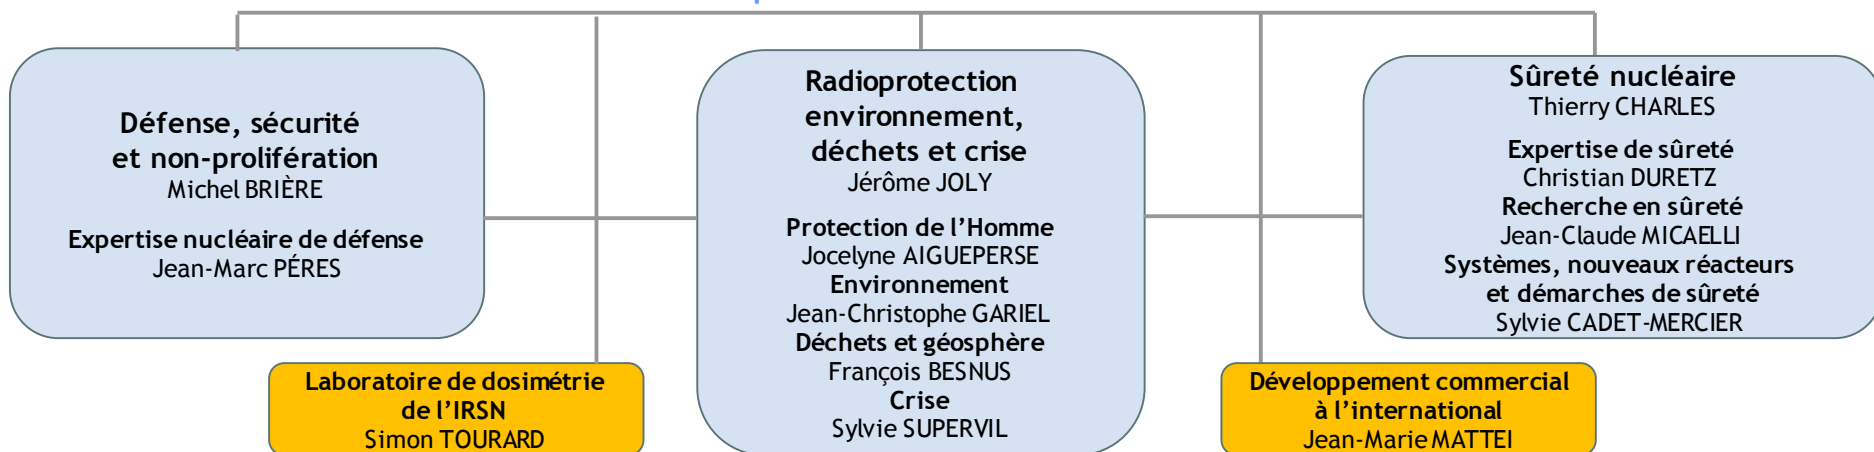 Défense, sécurité
et non-prolifération
Michel BRIÈRE
Expertise nucléaire de défense
Jean-Marc PÉRES
Laboratoire de dosimétrie
de l'IRSN
Simon TOURARD
Radioprotection
environnement,
déchets et crise
Jérôme JOLY
Protection de l'Homme
Jocelyne AIGUEPERSE
Environnement
Jean-Christophe GARIEL
Déchets et géosphère
François BESNUS
Crise
Sylvie SUPERVIL
Sûreté nucléaire
Thierry CHARLES
Expertise de sûreté
Christian DURETZ
Recherche en sûreté
Jean-Claude MICAELLI
Systèmes, nouveaux réacteurs
et démarches de sûreté
Sylvie CADET-MERCIER
Développement commercial
à l'international
Jean-Marie MATTEI